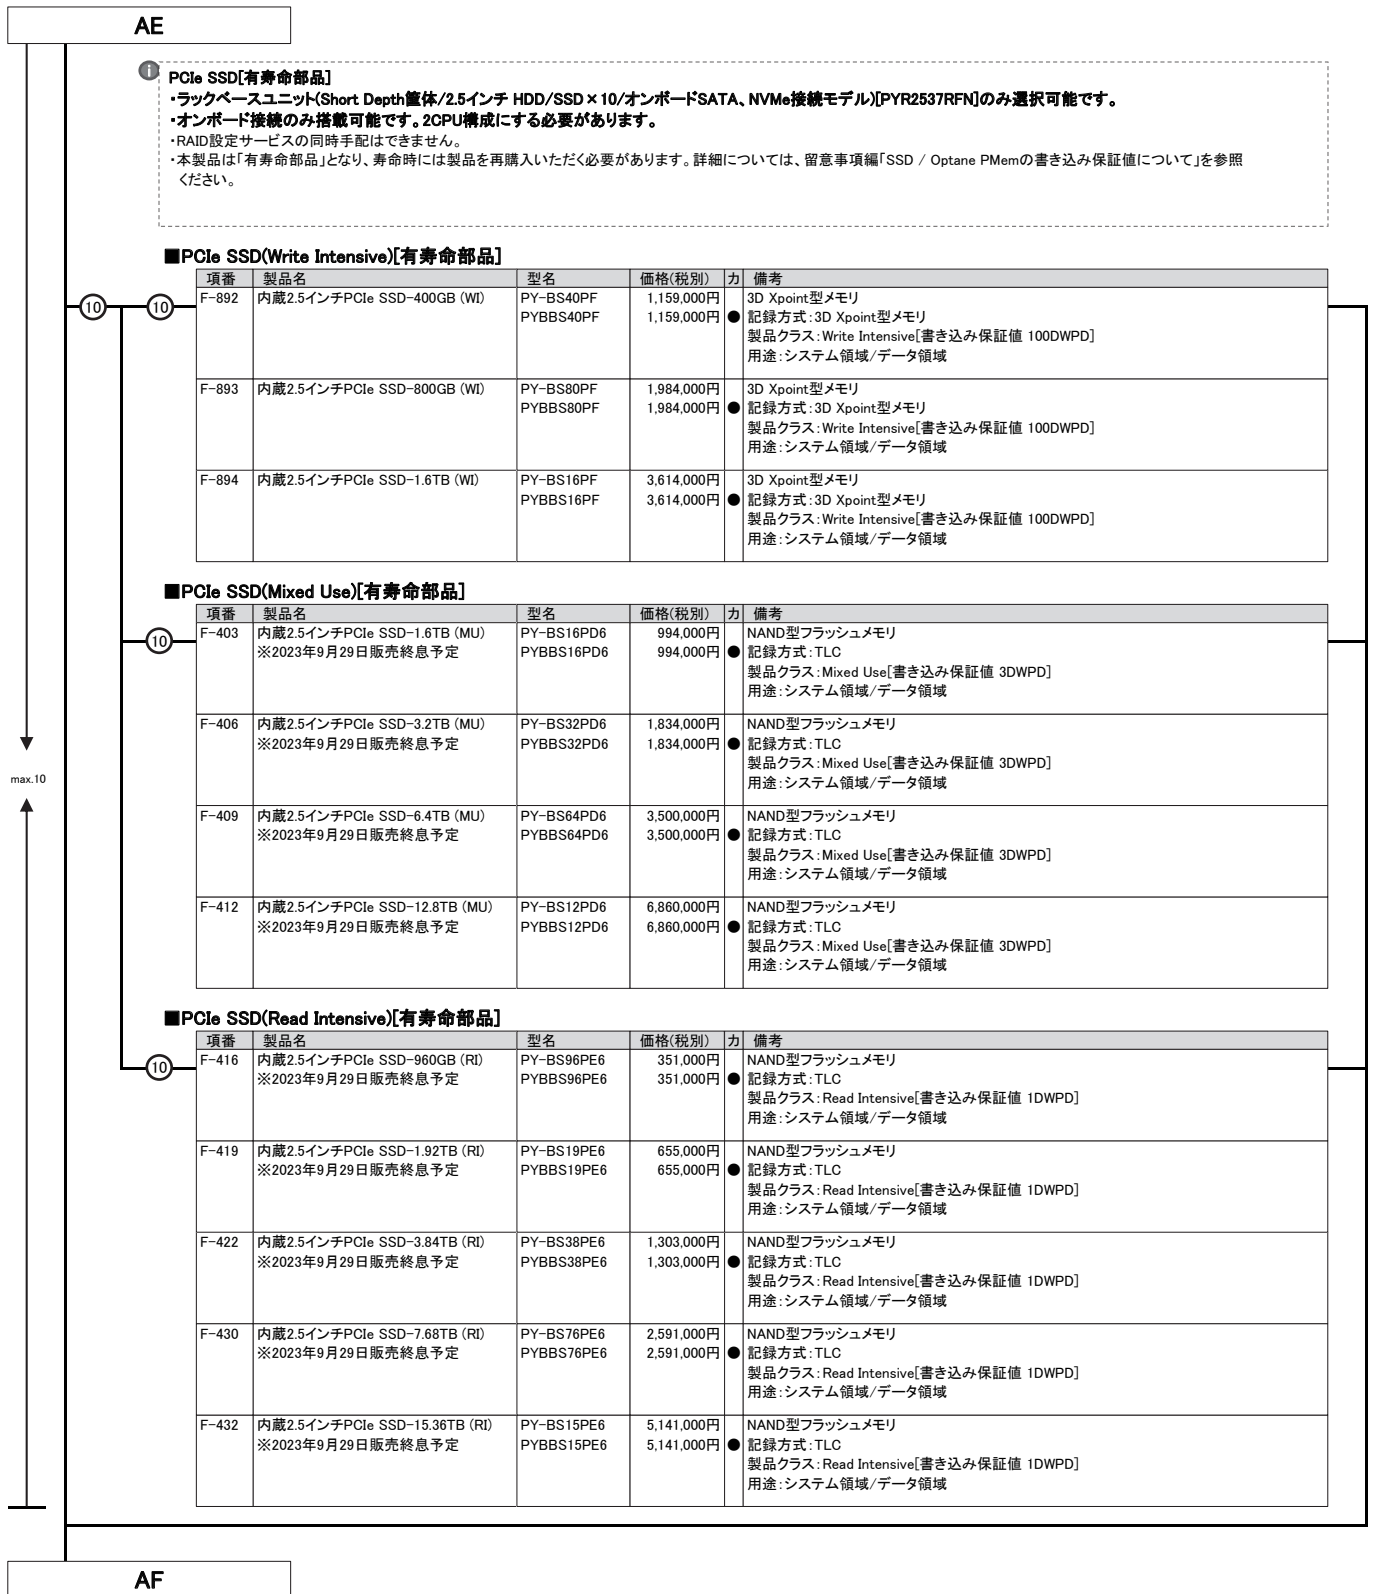 AE
i
PCIe SSD[有寿命部品]
・ラックベースユニット(Short Depth筐体/2.5インチ HDD/SSD×10/オンボードSATA、NVMe接続モデル)[PYR2537RFN]のみ選択可能です。
・オンボード接続のみ搭載可能です。2CPU構成にする必要があります。
・RAID設定サービスの同時手配はできません。
・本製品は「有寿命部品」となり、寿命時には製品を再購入いただく必要があります。詳細については、留意事項編「SSD / Optane PMemの書き込み保証値について」を参照
ください。
■PCIe SSD(Write Intensive)[有寿命部品]
項番 製品名 型名 価格(税別) カ 備考
⑩ ⑩ F-892 内蔵2.5インチPCIe SSD-400GB (WI) PY-BS40PF 1,159,000円 3D Xpoint型メモリ
PYBBS40PF 1,159,000円 ● 記録方式:3D Xpoint型メモリ
製品クラス:Write Intensive[書き込み保証値 100DWPD]
用途:システム領域/データ領域
F-893 内蔵2.5インチPCIe SSD-800GB (WI) PY-BS80PF 1,984,000円 3D Xpoint型メモリ
PYBBS80PF 1,984,000円 ● 記録方式:3D Xpoint型メモリ
製品クラス:Write Intensive[書き込み保証値 100DWPD]
用途:システム領域/データ領域
F-894 内蔵2.5インチPCIe SSD-1.6TB (WI) PY-BS16PF 3,614,000円 3D Xpoint型メモリ
PYBBS16PF 3,614,000円 ● 記録方式:3D Xpoint型メモリ
製品クラス:Write Intensive[書き込み保証値 100DWPD]
用途:システム領域/データ領域
■PCIe SSD(Mixed Use)[有寿命部品]
項番 製品名 型名 価格(税別) カ 備考
⑩ F-403 内蔵2.5インチPCIe SSD-1.6TB (MU) PY-BS16PD6 994,000円 NAND型フラッシュメモリ
※2023年9月29日販売終息予定 PYBBS16PD6 994,000円 ● 記録方式:TLC
製品クラス:Mixed Use[書き込み保証値 3DWPD]
用途:システム領域/データ領域
F-406 内蔵2.5インチPCIe SSD-3.2TB (MU) PY-BS32PD6 1,834,000円 NAND型フラッシュメモリ
※2023年9月29日販売終息予定 PYBBS32PD6 1,834,000円 ● 記録方式:TLC
製品クラス:Mixed Use[書き込み保証値 3DWPD]
max.10
用途:システム領域/データ領域
F-409 内蔵2.5インチPCIe SSD-6.4TB (MU) PY-BS64PD6 3,500,000円 NAND型フラッシュメモリ
※2023年9月29日販売終息予定 PYBBS64PD6 3,500,000円 ● 記録方式:TLC
製品クラス:Mixed Use[書き込み保証値 3DWPD]
用途:システム領域/データ領域
F-412 内蔵2.5インチPCIe SSD-12.8TB (MU) PY-BS12PD6 6,860,000円 NAND型フラッシュメモリ
※2023年9月29日販売終息予定 PYBBS12PD6 6,860,000円 ● 記録方式:TLC
製品クラス:Mixed Use[書き込み保証値 3DWPD]
用途:システム領域/データ領域
■PCIe SSD(Read Intensive)[有寿命部品]
項番 製品名 型名 価格(税別) カ 備考
⑩ F-416 内蔵2.5インチPCIe SSD-960GB (RI) PY-BS96PE6 351,000円 NAND型フラッシュメモリ
※2023年9月29日販売終息予定 PYBBS96PE6 351,000円 ● 記録方式:TLC
製品クラス:Read Intensive[書き込み保証値 1DWPD]
用途:システム領域/データ領域
F-419 内蔵2.5インチPCIe SSD-1.92TB (RI) PY-BS19PE6 655,000円 NAND型フラッシュメモリ
※2023年9月29日販売終息予定 PYBBS19PE6 655,000円 ● 記録方式:TLC
製品クラス:Read Intensive[書き込み保証値 1DWPD]
用途:システム領域/データ領域
F-422 内蔵2.5インチPCIe SSD-3.84TB (RI) PY-BS38PE6 1,303,000円 NAND型フラッシュメモリ
※2023年9月29日販売終息予定 PYBBS38PE6 1,303,000円 ● 記録方式:TLC
製品クラス:Read Intensive[書き込み保証値 1DWPD]
用途:システム領域/データ領域
F-430 内蔵2.5インチPCIe SSD-7.68TB (RI) PY-BS76PE6 2,591,000円 NAND型フラッシュメモリ
※2023年9月29日販売終息予定 PYBBS76PE6 2,591,000円 ● 記録方式:TLC
製品クラス:Read Intensive[書き込み保証値 1DWPD]
用途:システム領域/データ領域
F-432 内蔵2.5インチPCIe SSD-15.36TB (RI) PY-BS15PE6 5,141,000円 NAND型フラッシュメモリ
※2023年9月29日販売終息予定 PYBBS15PE6 5,141,000円 ● 記録方式:TLC
製品クラス:Read Intensive[書き込み保証値 1DWPD]
用途:システム領域/データ領域
AF